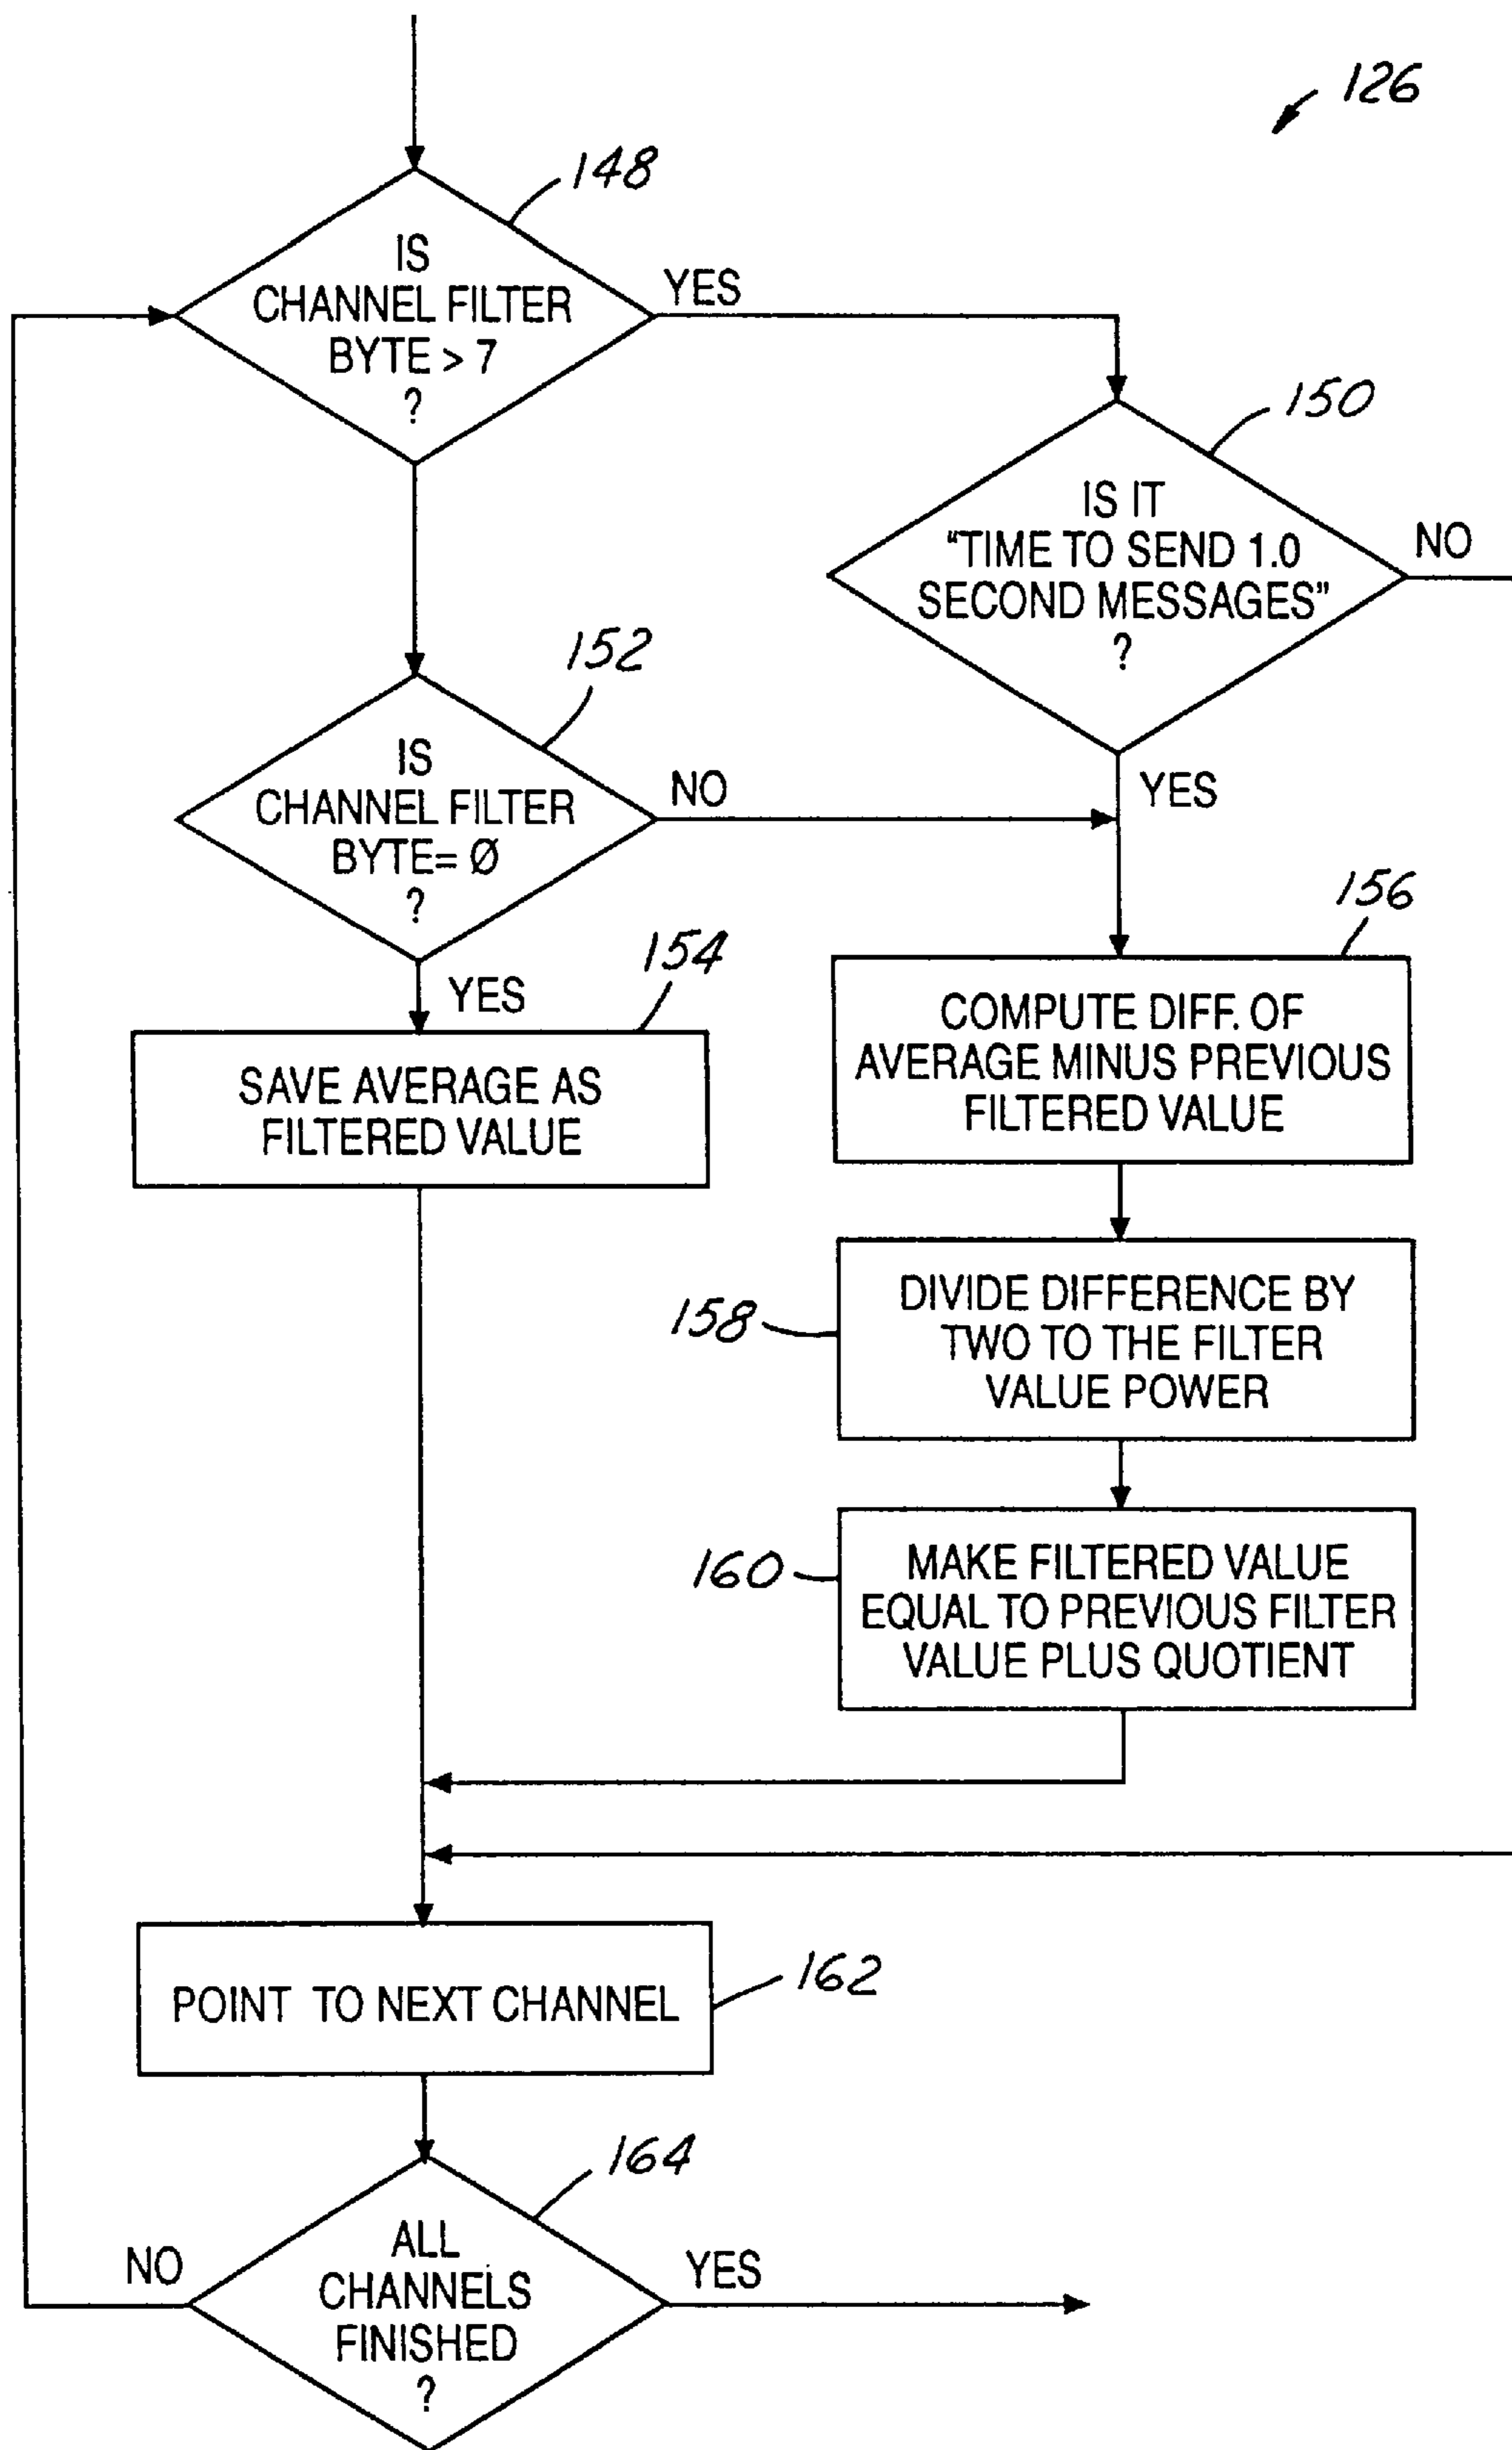 126
148
IS
CHANNEL FILTER
BYTE > 7
?
YES
150
IS IT
“TIME TO SEND 1.0
SECOND MESSAGES”
?
NO
YES
152
IS
CHANNEL FILTER
BYTE= Ø
?
NO
YES
154
SAVE AVERAGE AS
FILTERED VALUE
156
COMPUTE DIFF. OF
AVERAGE MINUS PREVIOUS
FILTERED VALUE
158
DIVIDE DIFFERENCE BY
TWO TO THE FILTER
VALUE POWER
160
MAKE FILTERED VALUE
EQUAL TO PREVIOUS FILTER
VALUE PLUS QUOTIENT
POINT TO NEXT CHANNEL
162
164
ALL
CHANNELS
FINISHED
?
NO
YES